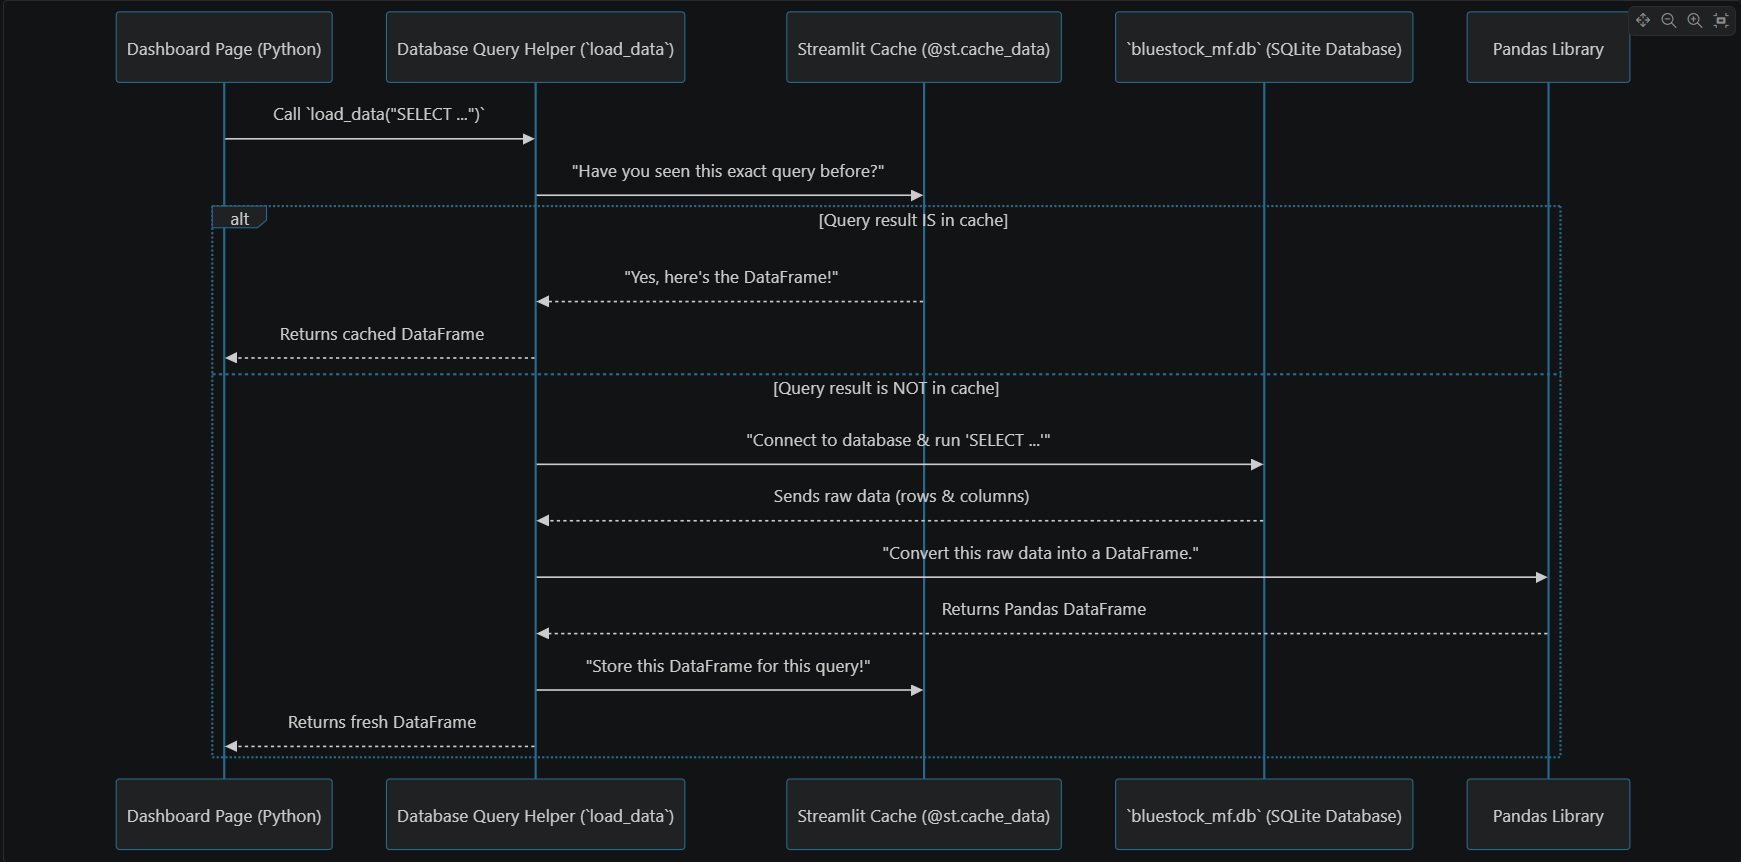 Dashboard Page (Python)
Database Query Helper (`load_data`)
Streamlit Cache (@st.cache_data)
`bluestock_mf.db` (SQLite Database)
Pandas Library
Call `load_data("SELECT ...")`
"Have you seen this exact query before?"
alt
[Query result IS in cache]
"Yes, here's the DataFrame!"
Returns cached DataFrame
[Query result is NOT in cache]
"Connect to database & run 'SELECT ...'"
Sends raw data (rows & columns)
"Convert this raw data into a DataFrame."
Returns Pandas DataFrame
"Store this DataFrame for this query!"
Returns fresh DataFrame
Dashboard Page (Python)
Database Query Helper (`load_data`)
Streamlit Cache (@st.cache_data)
`bluestock_mf.db` (SQLite Database)
Pandas Library